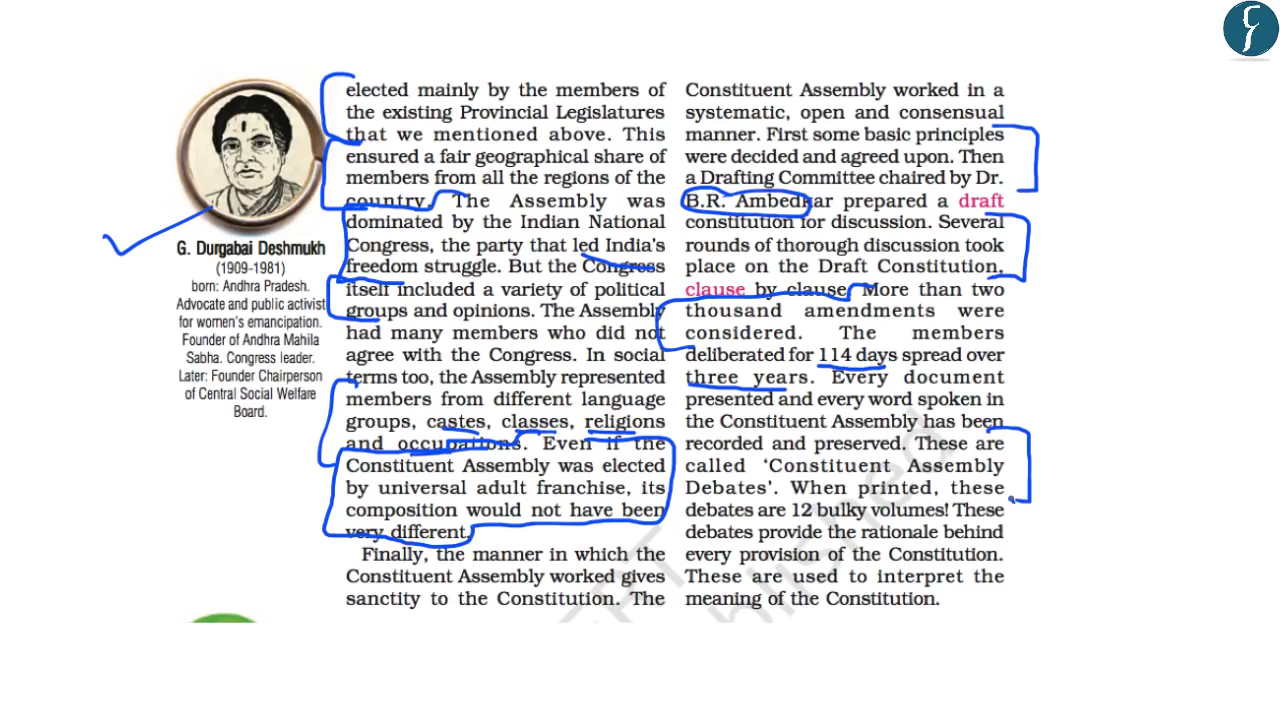 G. Durgabai Deshmukh
(1909-1981)
born: Andhra Pradesh.
Advocate and public activist
for women's emancipation.
Founder of Andhra Mahila
Sabha. Congress leader.
Later: Founder Chairperson
of Central Social Welfare
Board.
elected mainly by the members of
the existing Provincial Legislatures
that we mentioned above. This
ensured a fair geographical share of
members from all the regions of the
country. The Assembly was
dominated by the Indian National
Congress, the party that led India's
freedom struggle. But the Congress
itself included a variety of political
groups and opinions. The Assembly
had many members who did not
agree with the Congress. In social
terms too, the Assembly represented
members from different language
groups, castes, classes, religions
and occupations. Even if the
Constituent Assembly was elected
by universal adult franchise, its
composition would not have been
very different.
Finally, the manner in which the
Constituent Assembly worked gives
sanctity to the Constitution. The
Constituent Assembly worked in a
systematic, open and consensual
manner. First some basic principles
were decided and agreed upon. Then
a Drafting Committee chaired by Dr.
B.R. Ambedkar prepared a draft
constitution for discussion. Several
rounds of thorough discussion took
place on the Draft Constitution,
clause by clause. More than two
thousand amendments were
considered. The members
deliberated for 114 days spread over
three years. Every document
presented and every word spoken in
the Constituent Assembly has been
recorded and preserved. These are
called 'Constituent Assembly
Debates'. When printed, these
debates are 12 bulky volumes! These
debates provide the rationale behind
every provision of the Constitution.
These are used to interpret the
meaning of the Constitution.